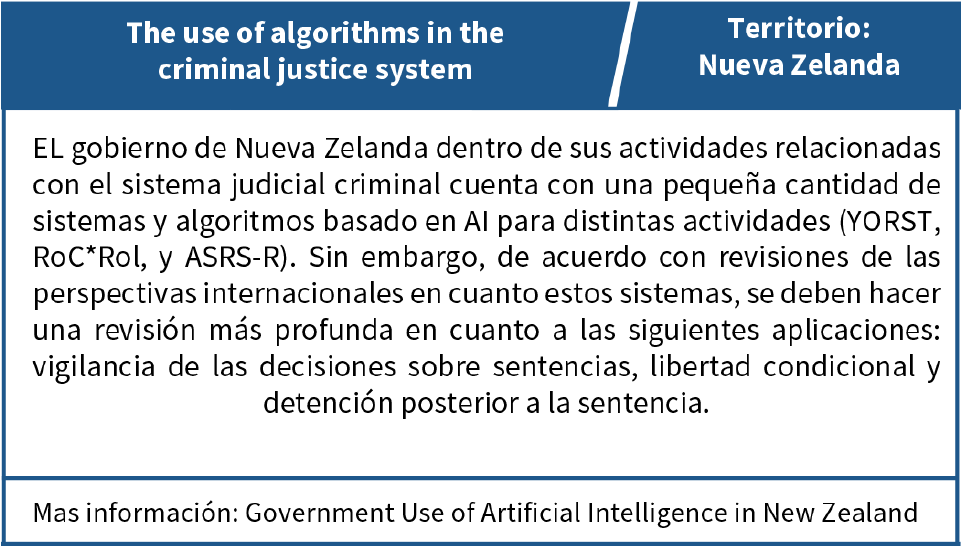 The use of algorithms in the
criminal justice system
Territorio:
Nueva Zelanda
EL gobierno de Nueva Zelanda dentro de sus actividades relacionadas
con el sistema judicial criminal cuenta con una pequeña cantidad de
sistemas y algoritmos basado en AI para distintas actividades (YORST,
RoC*Rol, y ASRS-R). Sin embargo, de acuerdo con revisiones de las
perspectivas internacionales en cuanto estos sistemas, se deben hacer
una revisión más profunda en cuanto a las siguientes aplicaciones:
vigilancia de las decisiones sobre sentencias, libertad condicional y
detención posterior a la sentencia.
Mas información: Government Use of Artificial Intelligence in New Zealand